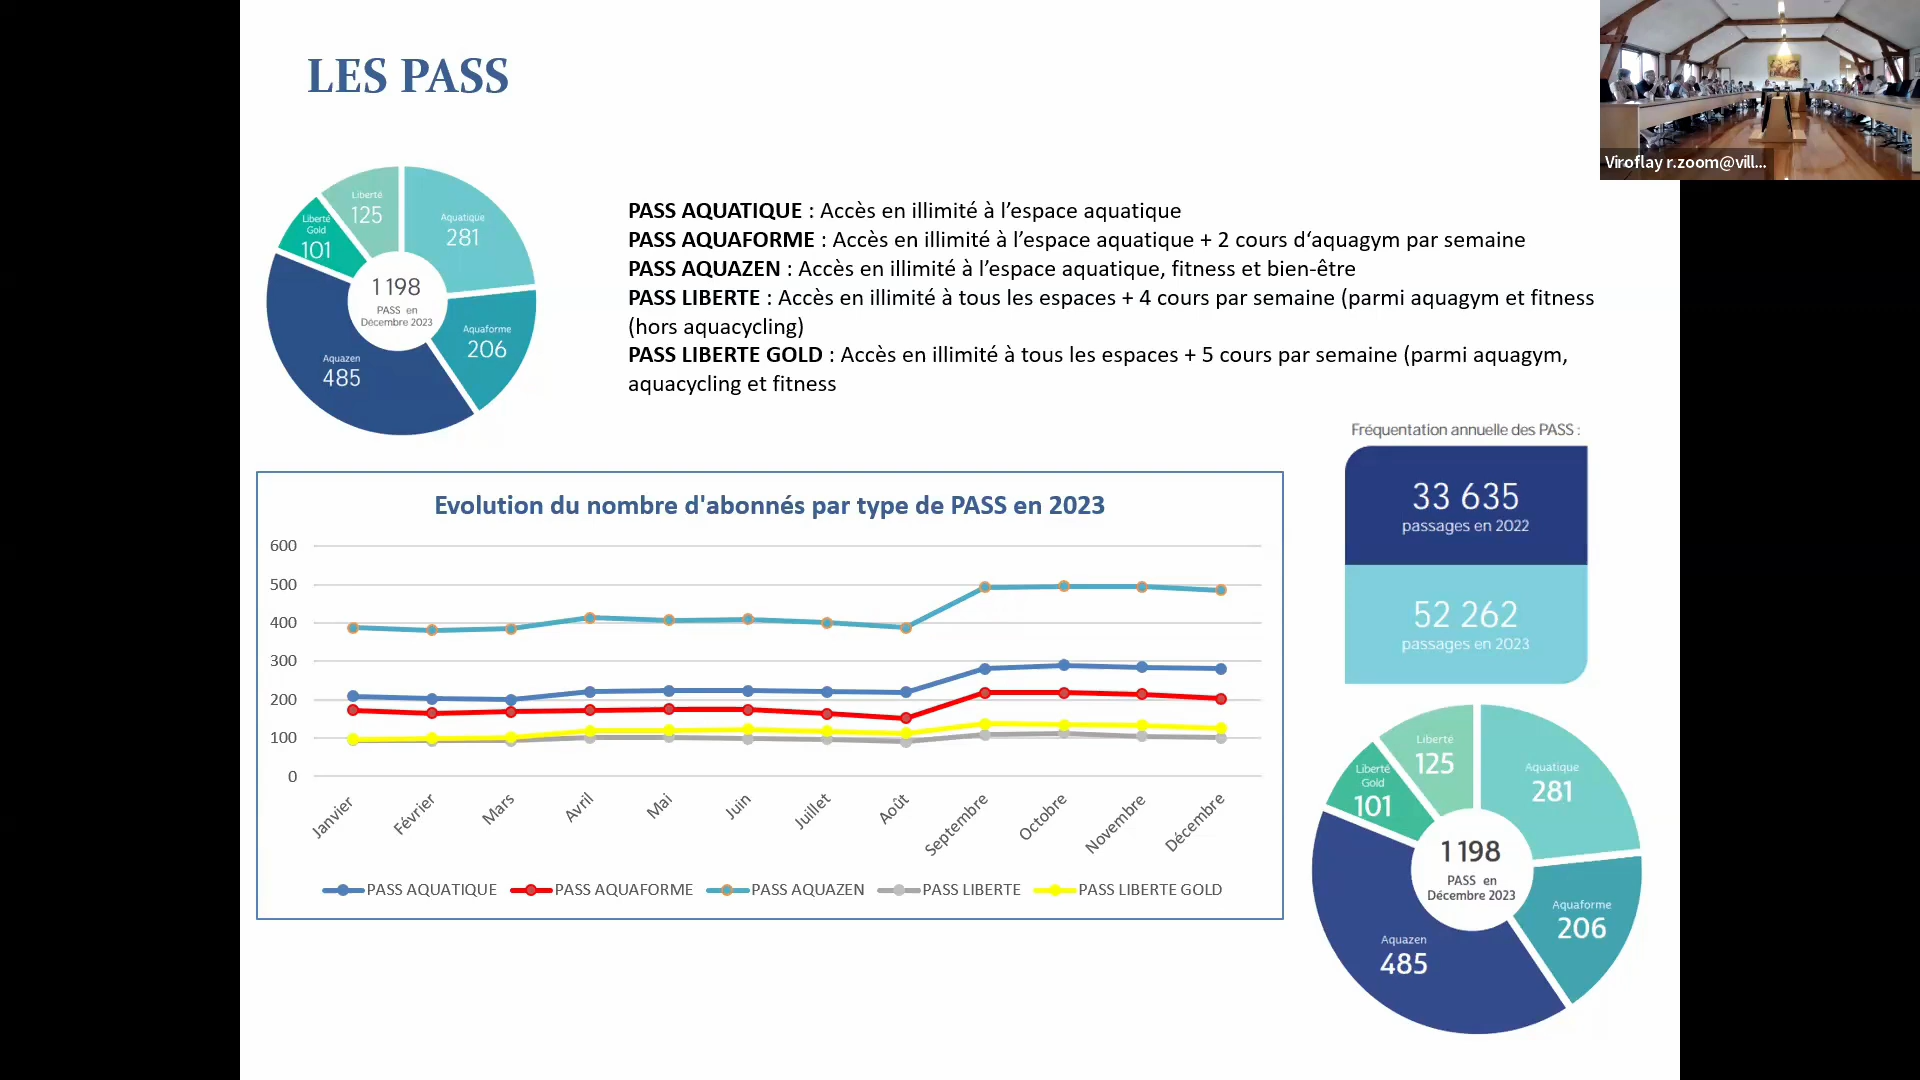 LES PASS
Viroflay r.zoom@vill...
Liberté
125
Aquatique
281
Liberté
Gold
101
1 198
PASS en
Décembre 2023
Aquaforme
206
Aquazen
485
PASS AQUATIQUE : Accès en illimité à l’espace aquatique
PASS AQUAFORME : Accès en illimité à l’espace aquatique + 2 cours d‘aquagym par semaine
PASS AQUAZEN : Accès en illimité à l’espace aquatique, fitness et bien-être
PASS LIBERTE : Accès en illimité à tous les espaces + 4 cours par semaine (parmi aquagym et fitness
(hors aquacycling)
PASS LIBERTE GOLD : Accès en illimité à tous les espaces + 5 cours par semaine (parmi aquagym,
aquacycling et fitness
Fréquentation annuelle des PASS :
33 635
passages en 2022
52 262
passages en 2023
Evolution du nombre d'abonnés par type de PASS en 2023
600
500
400
300
200
100
0
Janvier
Février
Mars
Avril
Mai
Juin
Juillet
Août
Septembre
Octobre
Novembre
Décembre
PASS AQUATIQUE
PASS AQUAFORME
PASS AQUAZEN
PASS LIBERTE
PASS LIBERTE GOLD
Liberté
125
Aquatique
281
Liberté
Gold
101
1 198
PASS en
Décembre 2023
Aquaforme
206
Aquazen
485